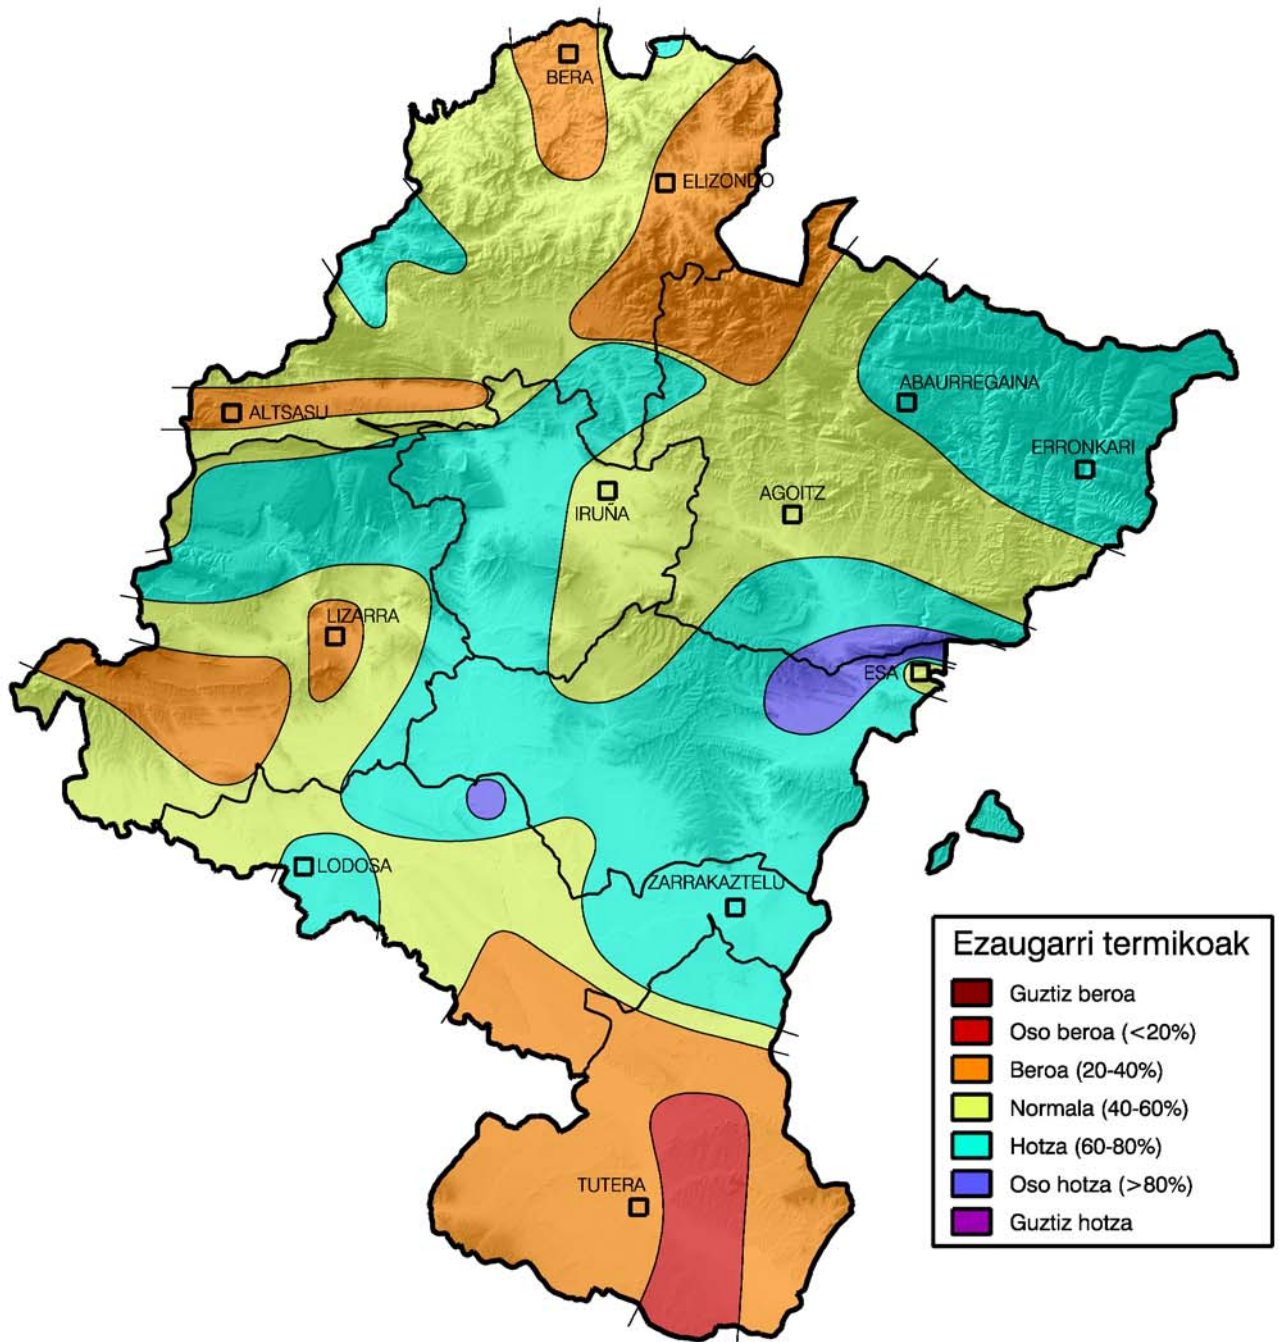 BERA
ELIZONDO
ABAURREGAINA
ALTSASU
ERRONKARI
AGOITZ
IRUÑA
LIZARRA
ESA
LODOSA
ZARRAKAZTELU
TUTERA
Ezaugarri termikoak
Guztiz beroa
Oso beroa (<20%)
Beroa (20-40%)
Normala (40-60%)
Hotza (60-80%)
Oso hotza (>80%)
Guztiz hotza